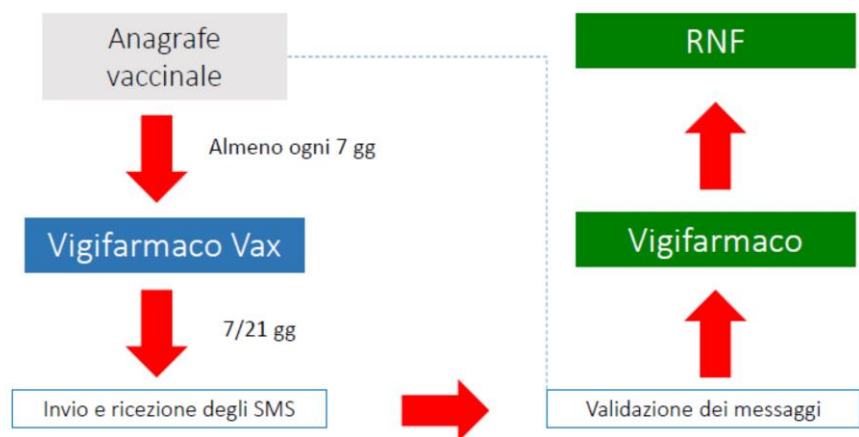 Anagrafe
vaccinale
Almeno ogni 7 gg
Vigifarmaco Vax
7/21 gg
Invio e ricezione degli SMS
Validazione dei messaggi
Vigifarmaco
RNF